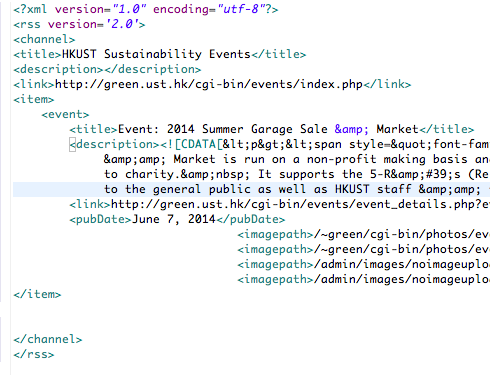 <?xml version="1.0" encoding="utf-8"?>
<rss version='2.0'>
<channel>
<title>HKUST Sustainability Events</title>
<description></description>
<link>http://green.ust.hk/cgi-bin/events/index.php</link>
<item>
<event>
<title>Event: 2014 Summer Garage Sale &amp; Market</title>
<description><![CDATA[&lt;p&gt;&lt;span style=&quot;font-fam
&amp;amp; Market is run on a non-profit making basis an
to charity.&amp;nbsp; It supports the 5-R&amp;#39;s (Re
to the general public as well as HKUST staff &amp;amp;
<link>http://green.ust.hk/cgi-bin/events/event_details.php?e
<pubDate>June 7, 2014</pubDate>
<imagepath>/~green/cgi-bin/photos/ev
<imagepath>/~green/cgi-bin/photos/ev
<imagepath>/admin/images/noimageuploa
<imagepath>/admin/images/noimageuploa
</item>
</channel>
</rss>